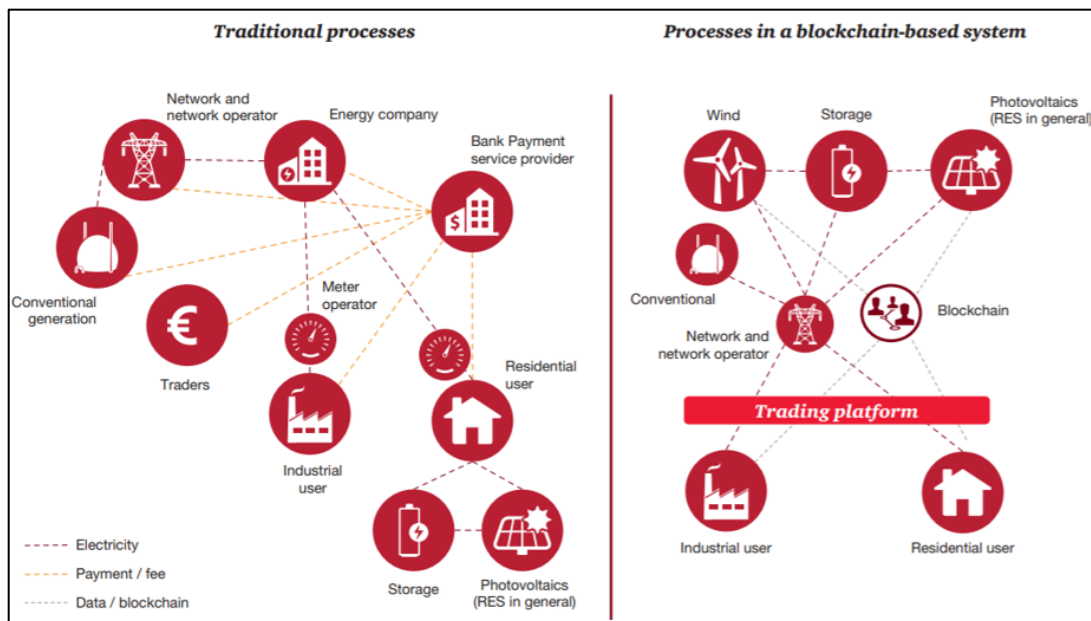 Traditional processes
Network and
network operator
Energy company
Bank Payment
service provider
$
Conventional
generation
€
Traders
Meter
operator
Residential
user
Industrial
user
Storage
Photovoltaics
(RES in general)
Electricity
Payment / fee
Data / blockchain
Processes in a blockchain-based system
Wind
Storage
Photovoltaics
(RES in general)
Conventional
Network and
network operator
Blockchain
Trading platform
Industrial user
Residential user